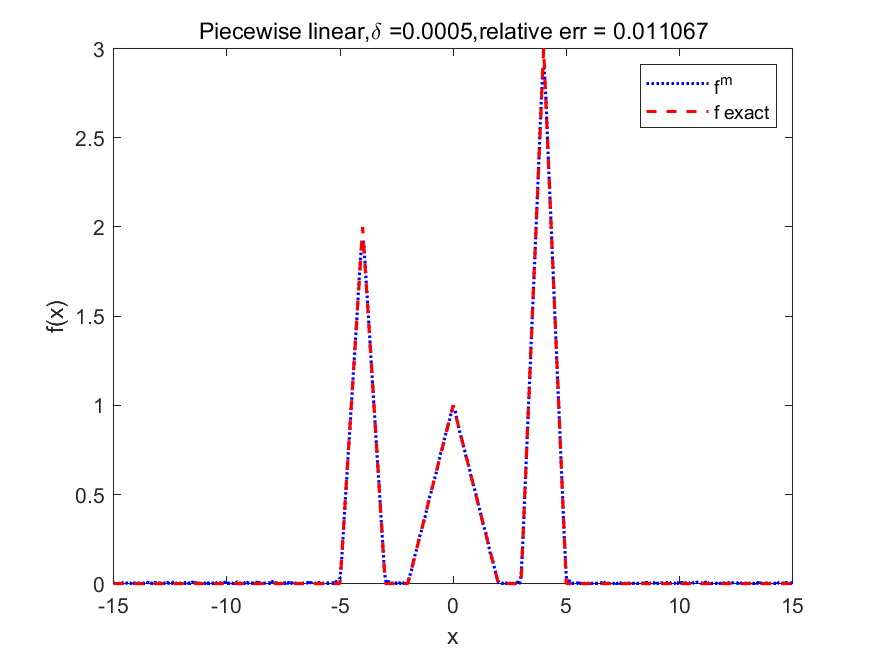 Piecewise linear,δ =0.0005,relative err = 0.011067
3
2.5
2
1.5
1
0.5
0
f(x)
fᵐ
f exact
-15 -10 -5 0 5 10 15
x